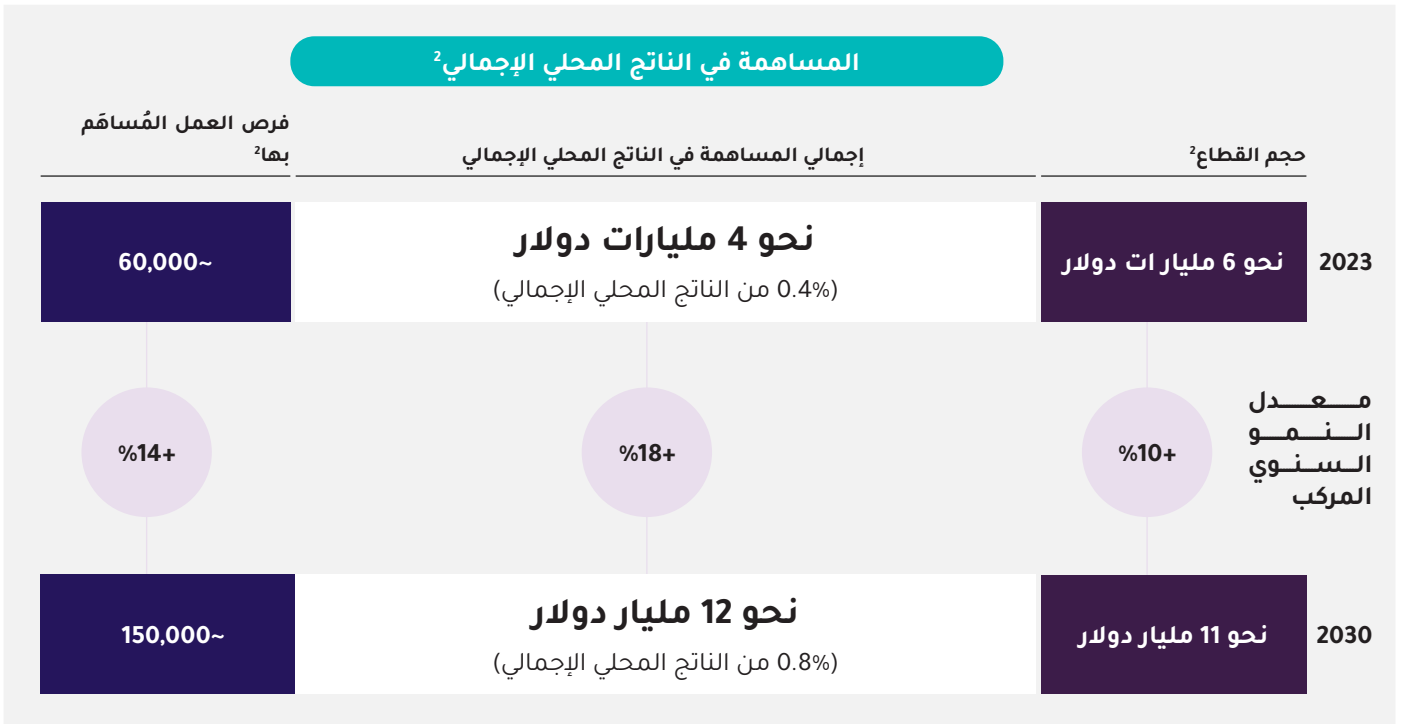 المساهمة في الناتج المحلي الإجمالي²
حجم القطاع²
إجمالي المساهمة في الناتج المحلي الإجمالي
فرص العمل المُساهَم
بها²
2023
نحو 6 مليار ات دولار
نحو 4 مليارات دولار
(0.4% من الناتج المحلي الإجمالي)
~60,000
مــــعــــدل
الـــنـــمـــو
الــســنــوي
المركب
+10%
+18%
+14%
2030
نحو 11 مليار دولار
نحو 12 مليار دولار
(0.8% من الناتج المحلي الإجمالي)
~150,000